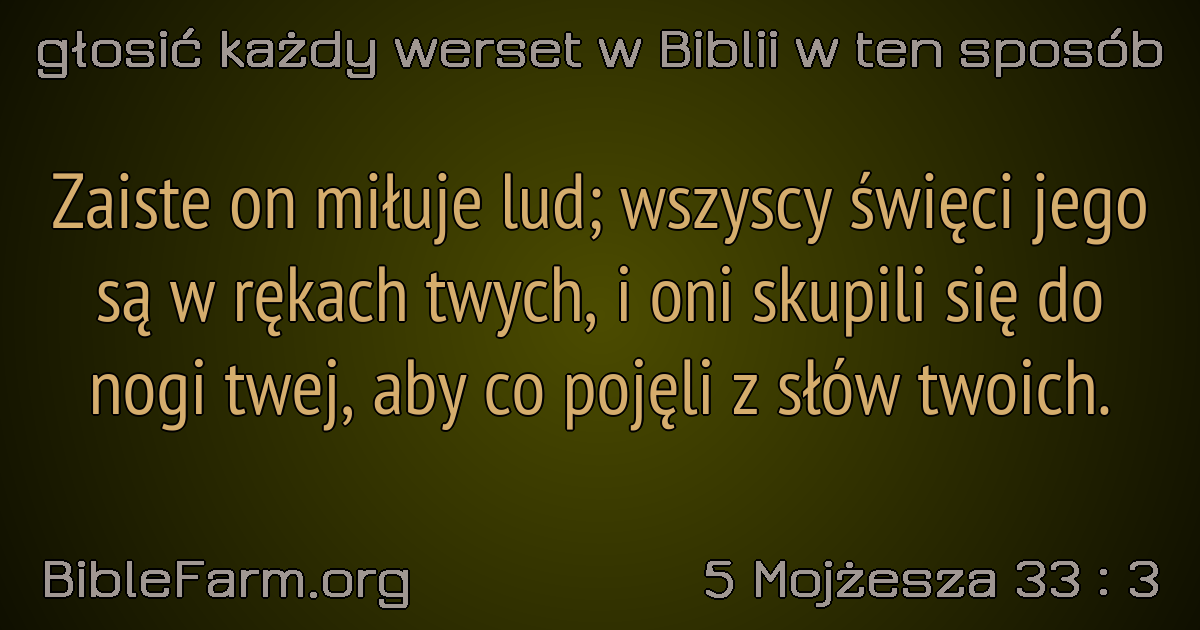 głosić każdy werset w Biblii w ten sposób
Zaiste on miłuje lud; wszyscy święci jego
są w rękach twych, i oni skupili się do
nogi twej, aby co pojęli z słów twoich.
BibleFarm.org
5 Mojżesza 33 : 3